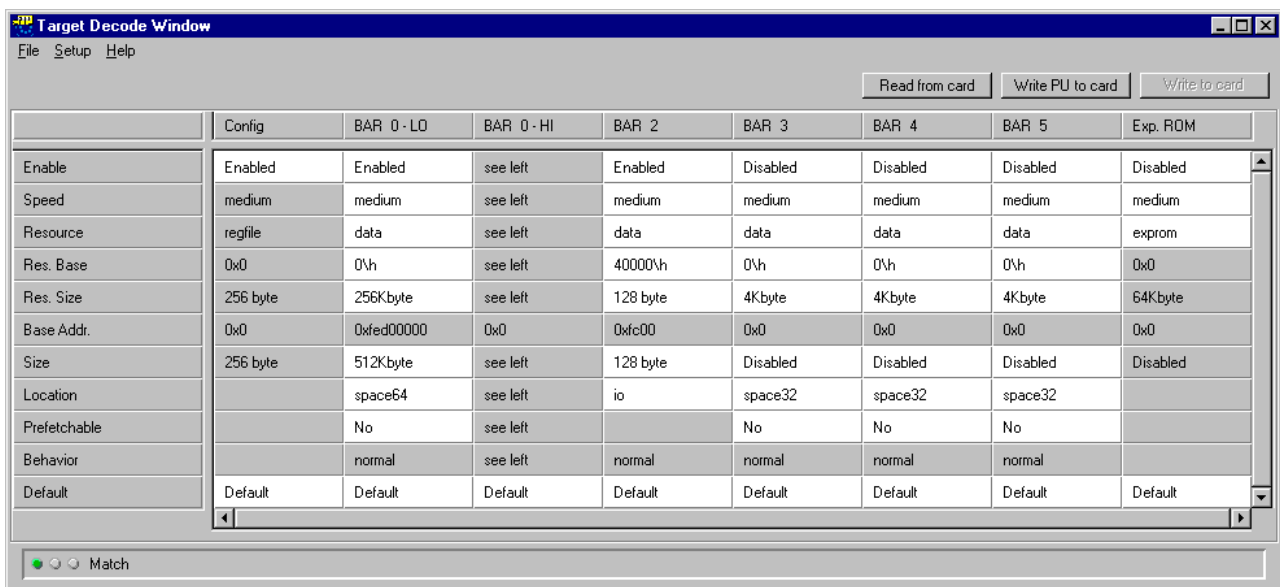 Target Decode Window
File Setup Help
Read from card Write PU to card Write to card
Config BAR 0 - LO BAR 0 - HI BAR 2 BAR 3 BAR 4 BAR 5 Exp. ROM
Enable Enabled Enabled see left Enabled Disabled Disabled Disabled Disabled
Speed medium medium see left medium medium medium medium medium
Resource regfile data see left data data data data exprom
Res. Base 0x0 0\h see left 40000\h 0\h 0\h 0\h 0x0
Res. Size 256 byte 256Kbyte see left 128 byte 4Kbyte 4Kbyte 4Kbyte 64Kbyte
Base Addr. 0x0 0xfed00000 0x0 0xfc00 0x0 0x0 0x0 0x0
Size 256 byte 512Kbyte see left 128 byte Disabled Disabled Disabled Disabled
Location space64 see left io space32 space32 space32
Prefetchable No see left No No No
Behavior normal see left normal normal normal normal
Default Default Default Default Default Default Default Default Default
Match